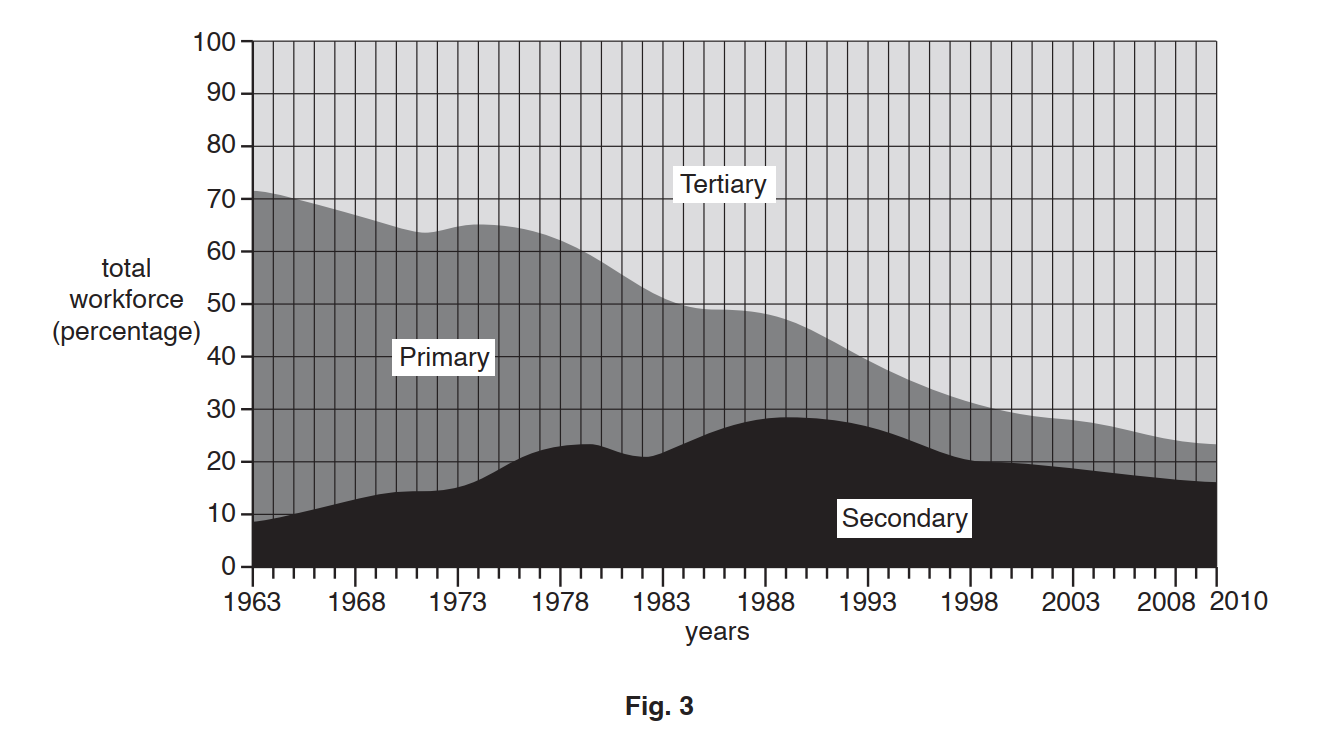 100
90
80
70
60
50
40
30
20
10
0
total
workforce
(percentage)
Tertiary
Primary
Secondary
1963 1968 1973 1978 1983 1988 1993 1998 2003 2008 2010
years
Fig. 3